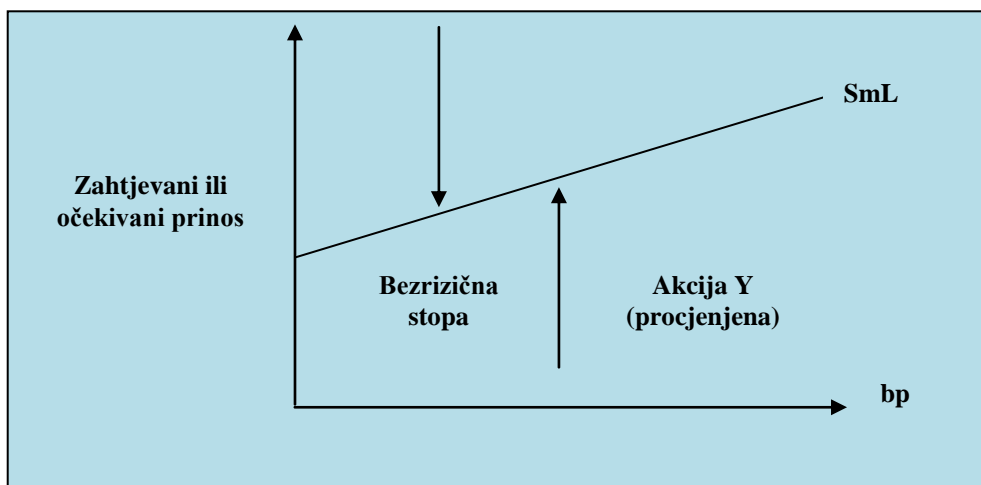 SmL
Zahtjevani ili
očekivani prinos
Bezrizična
stopa
Akcija Y
(procjenjena)
bp